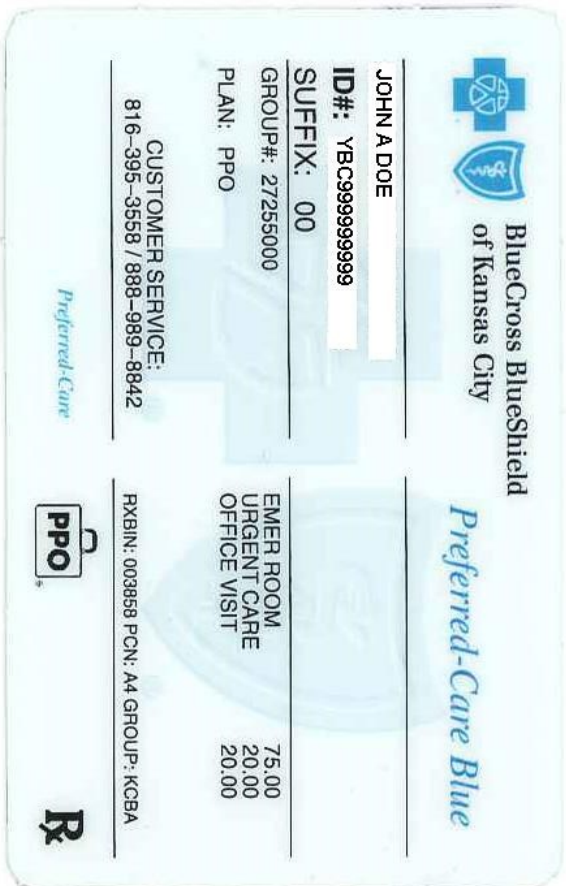 BlueCross BlueShield
of Kansas City
Preferred-Care Blue
JOHN A DOE
ID#: YBC999999999
SUFFIX: 00
GROUP#: 27255000
PLAN: PPO
EMER ROOM 75.00
URGENT CARE 20.00
OFFICE VISIT 20.00
CUSTOMER SERVICE:
816-395-3558 / 888-989-8842
RXBIN: 003858 PCN: A4 GROUP: KCBA
Preferred-Care
PPO
Rx